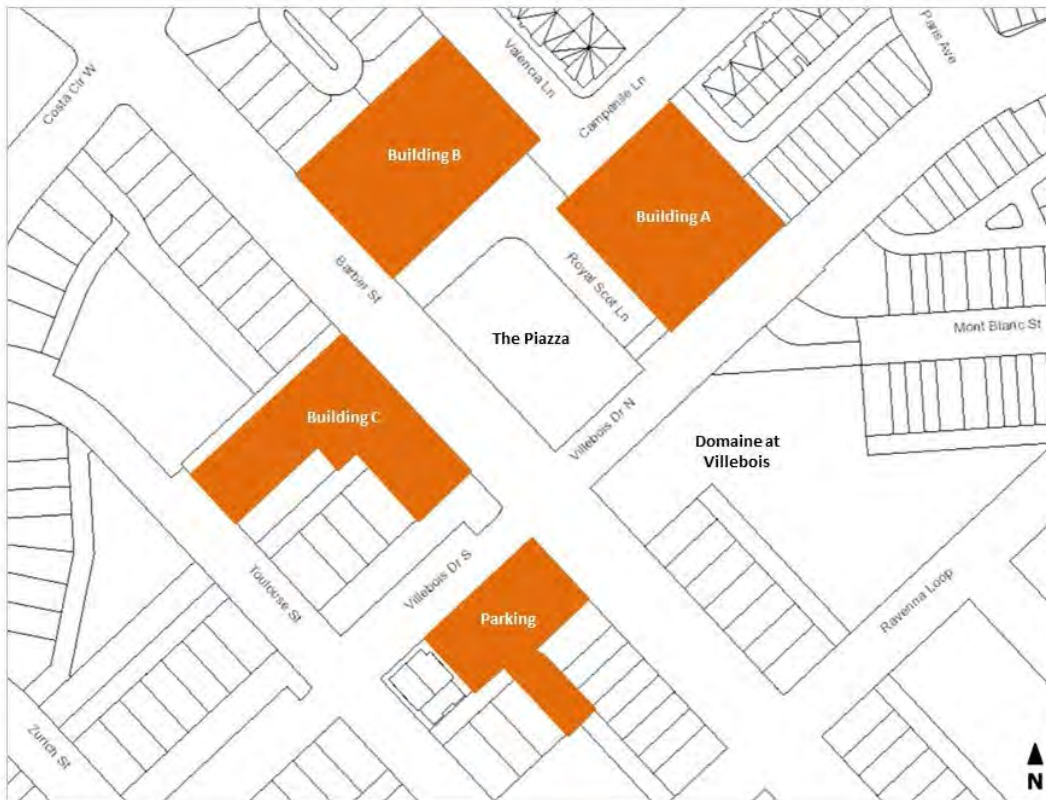 Costa Cir W
Valencia Ln
Campanile Ln
Paris Ave
Building B
Building A
Barber St
Royal Scot Ln
The Piazza
Mont Blanc St
Building C
Villebois Dr N
Domaine at
Villebois
Toulouse St
Villebois Dr S
Parking
Ravenna Loop
Zurich St
N